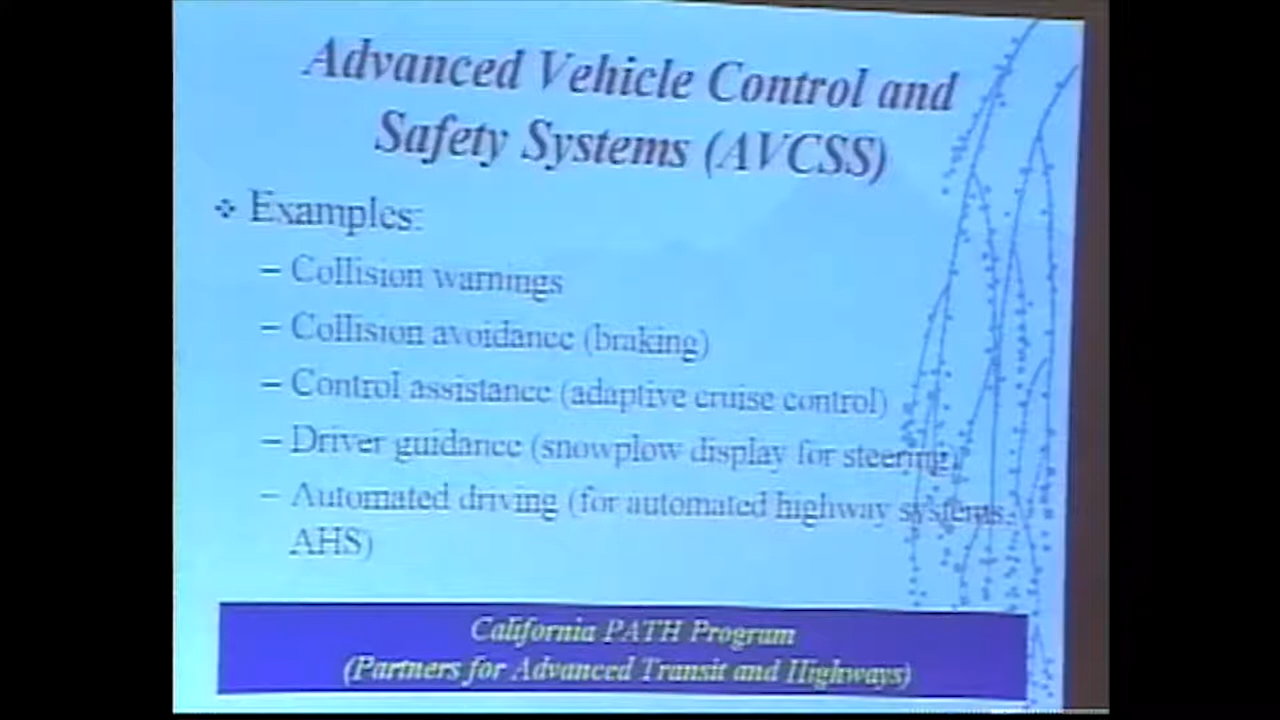 Advanced Vehicle Control and
Safety Systems (AVCSS)
❖ Examples:
– Collision warnings
– Collision avoidance (braking)
– Control assistance (adaptive cruise control)
– Driver guidance (snowplow display for steering)
– Automated driving (for automated highway systems,
AHS)
California PATH Program
(Partners for Advanced Transit and Highways)